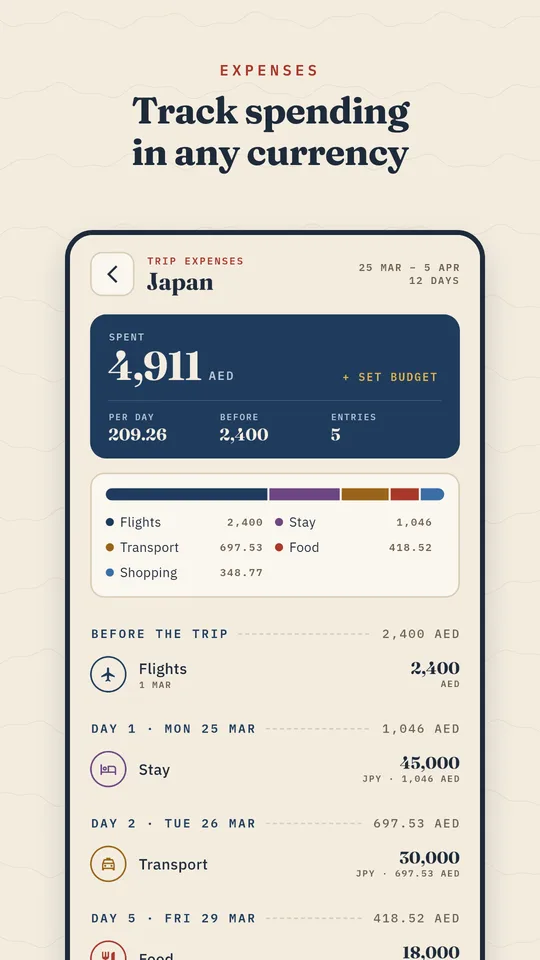 EXPENSES
Track spending
in any currency
TRIP EXPENSES
Japan
25 MAR – 5 APR
12 DAYS
SPENT
4,911 AED
+ SET BUDGET
PER DAY BEFORE ENTRIES
209.26 2,400 5
Flights 2,400 Stay 1,046
Transport 697.53 Food 418.52
Shopping 348.77
BEFORE THE TRIP 2,400 AED
Flights 2,400
1 MAR AED
DAY 1 · MON 25 MAR 1,046 AED
Stay 45,000
JPY · 1,046 AED
DAY 2 · TUE 26 MAR 697.53 AED
Transport 30,000
JPY · 697.53 AED
DAY 5 · FRI 29 MAR 418.52 AED
Food 18,000